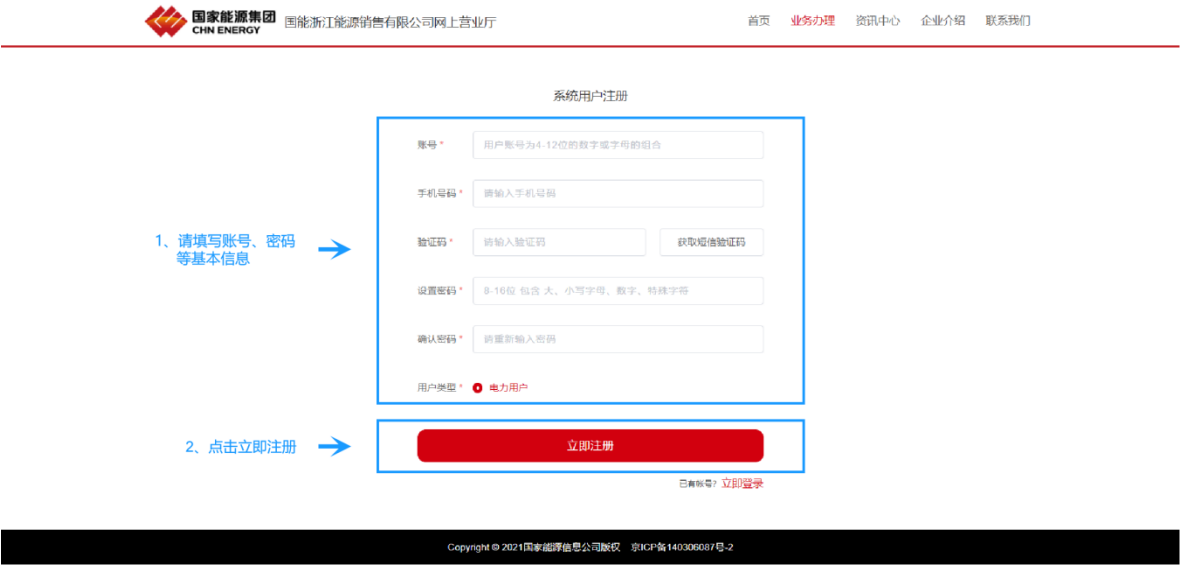 国家能源集团
CHN ENERGY
国能浙江能源销售有限公司网上营业厅
首页 业务办理 资讯中心 企业介绍 联系我们
系统用户注册
账号 * 用户账号为4-12位的数字或字母的组合
手机号码 * 请输入手机号码
1、请填写账号、密码
等基本信息
验证码 * 请输入验证码 获取短信验证码
设置密码 * 8-16位 包含 大、小写字母、数字、特殊字符
确认密码 * 请重新输入密码
用户类型 * 电力用户
2、点击立即注册
立即注册
已有帐号? 立即登录
Copyright © 2021国家能源信息公司版权 京ICP备140306087号-2